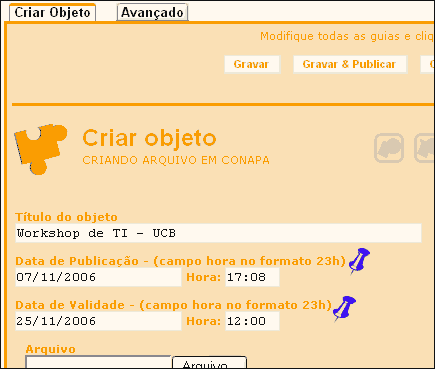 Criar Objeto Avançado
Modifique todas as guias e
Gravar Gravar & Publicar
Criar objeto
CRIANDO ARQUIVO EM CONAPA
Título do objeto
Workshop de TI - UCB
Data de Publicação - (campo hora no formato 23h)
07/11/2006 Hora: 17:08
Data de Validade - (campo hora no formato 23h)
25/11/2006 Hora: 12:00
Arquivo
Arquivo...